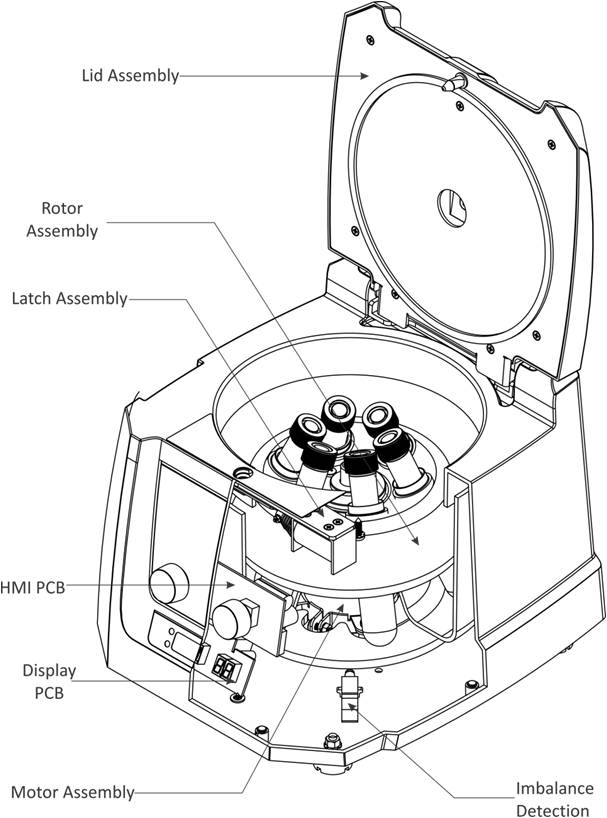 Lid Assembly
Rotor
Assembly
Latch Assembly
HMI PCB
Display
PCB
Motor Assembly
Imbalance
Detection